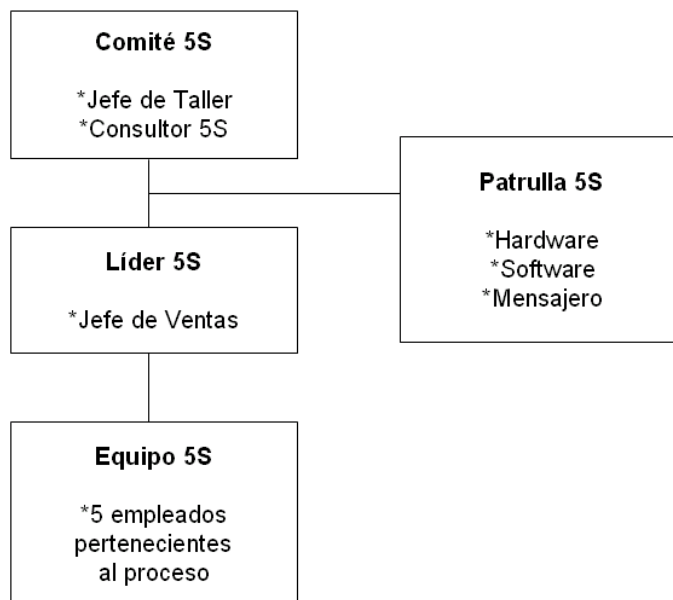 Comité 5S
*Jefe de Taller
*Consultor 5S
Patrulla 5S
*Hardware
*Software
*Mensajero
Líder 5S
*Jefe de Ventas
Equipo 5S
*5 empleados
pertenecientes
al proceso